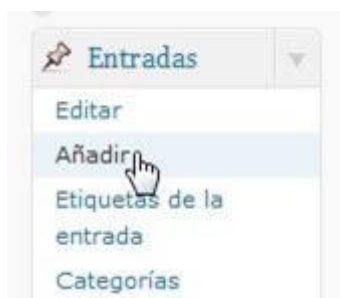 Entradas
Editar
Añadir
Etiquetas de la
entrada
Categorías